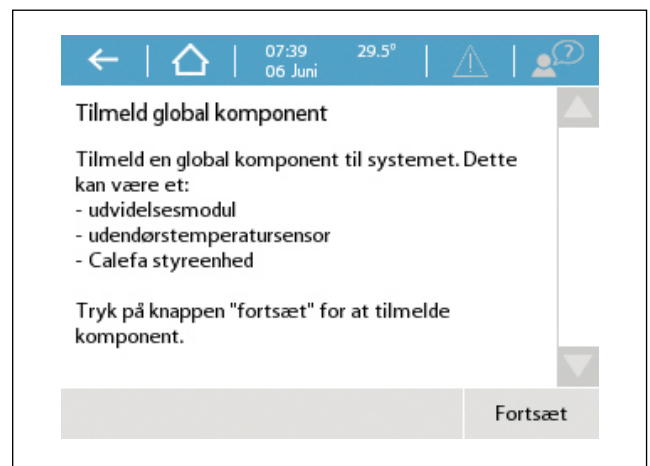 07:39 29.5°
06 Juni
?
Tilmeld global komponent
Tilmeld en global komponent til systemet. Dette
kan være et:
- udvidelsesmodul
- udendørstemperatursensor
- Calefa styreenhed
Tryk på knappen "fortsæt" for at tilmelde
komponent.
Fortsæt